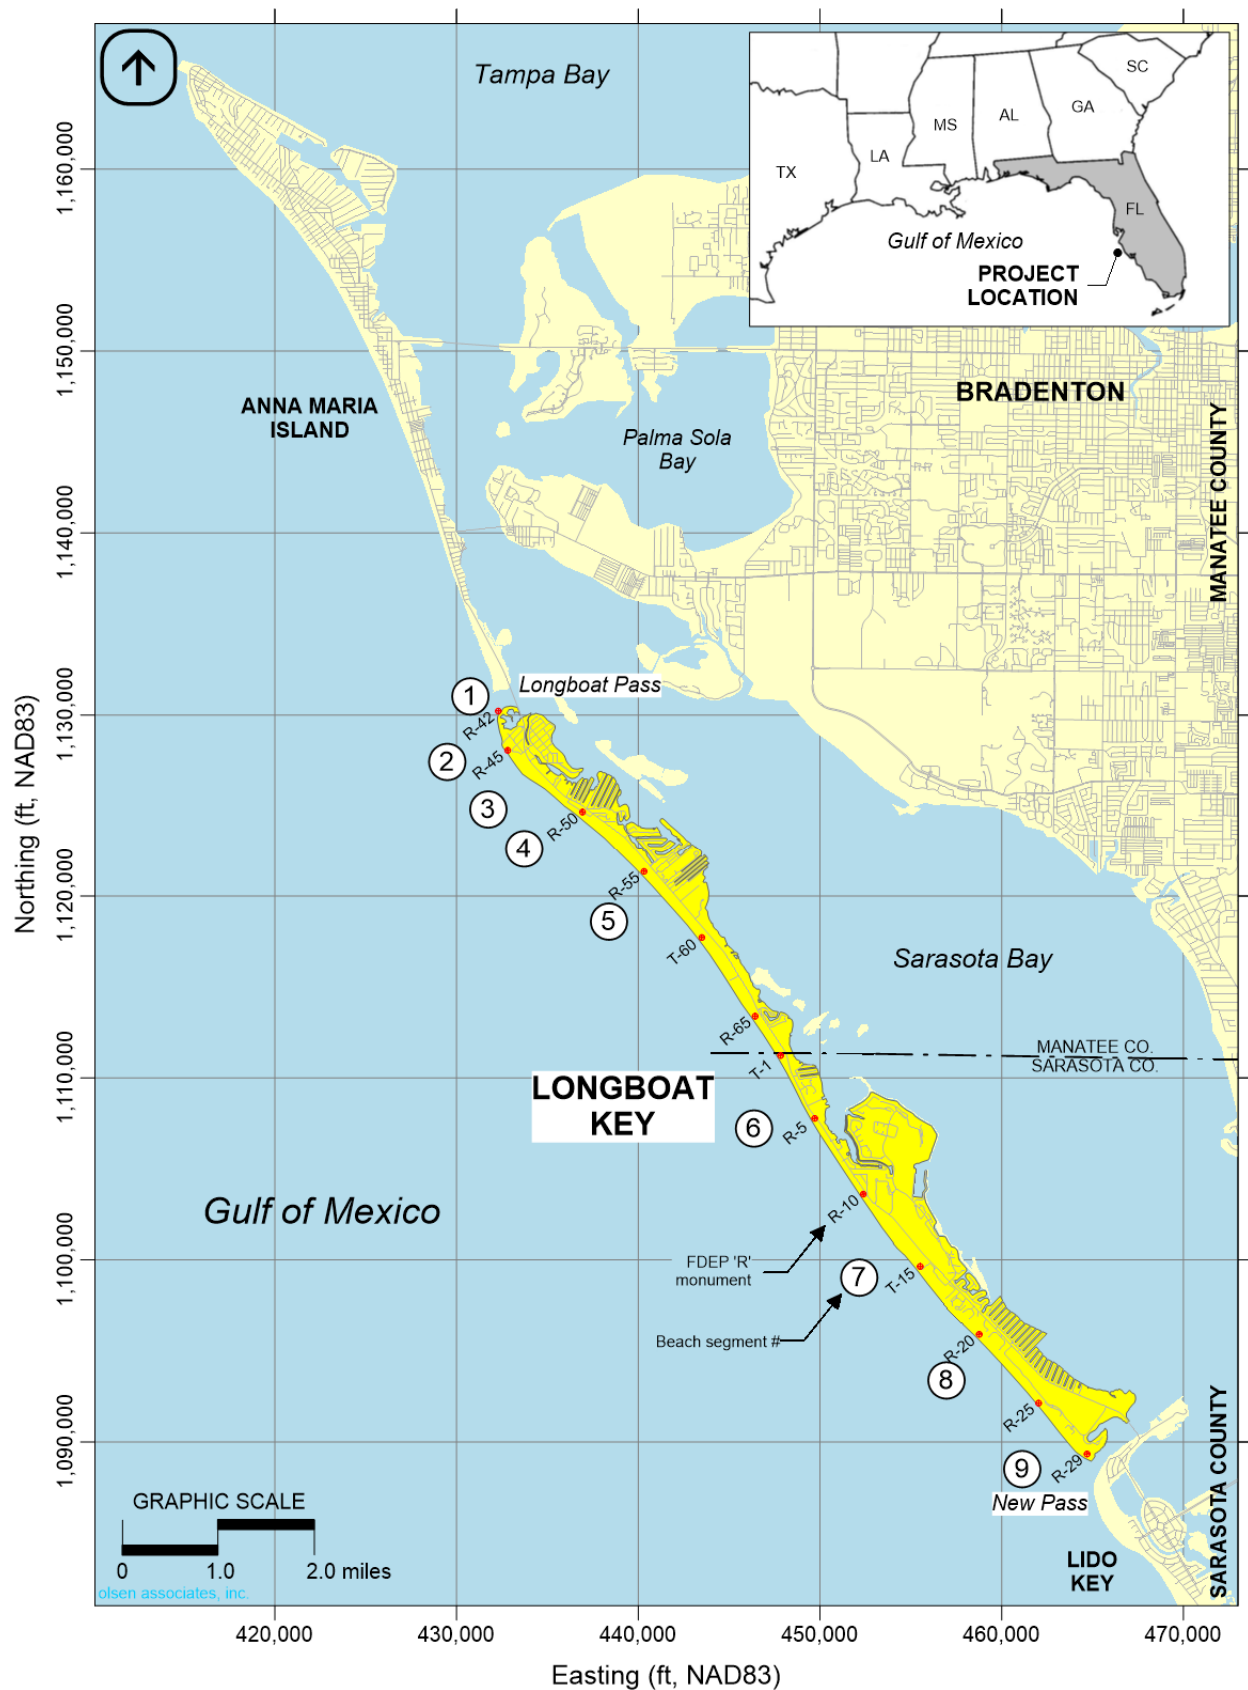 Tampa Bay
SC
GA
AL
MS
LA
TX
FL
Gulf of Mexico
PROJECT
LOCATION
1,160,000
1,150,000
1,140,000
1,130,000
1,120,000
1,110,000
1,100,000
1,090,000
Northing (ft, NAD83)
ANNA MARIA
ISLAND
BRADENTON
Palma Sola
Bay
MANATEE COUNTY
Longboat Pass
1
R-42
2
R-45
3
R-50
4
R-55
5
T-60
Sarasota Bay
R-65
MANATEE CO.
SARASOTA CO.
T-1
LONGBOAT
KEY
6
R-5
Gulf of Mexico
R-10
FDEP 'R'
monument
7
T-15
Beach segment #
R-20
8
R-25
9
R-29
New Pass
SARASOTA COUNTY
LIDO
KEY
GRAPHIC SCALE
0
1.0
2.0 miles
olsen associates, inc.
420,000
430,000
440,000
450,000
460,000
470,000
Easting (ft, NAD83)